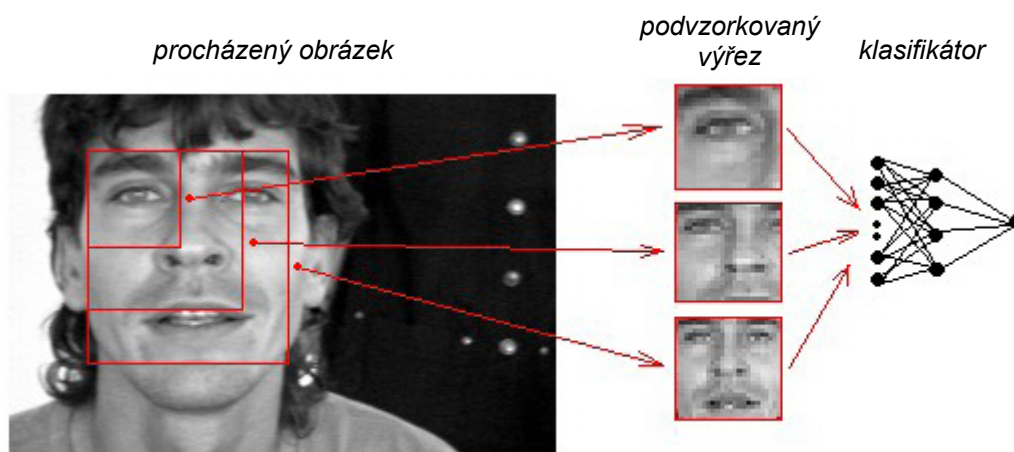 procházený obrázek
podvzorkovaný
výřez
klasifikátor